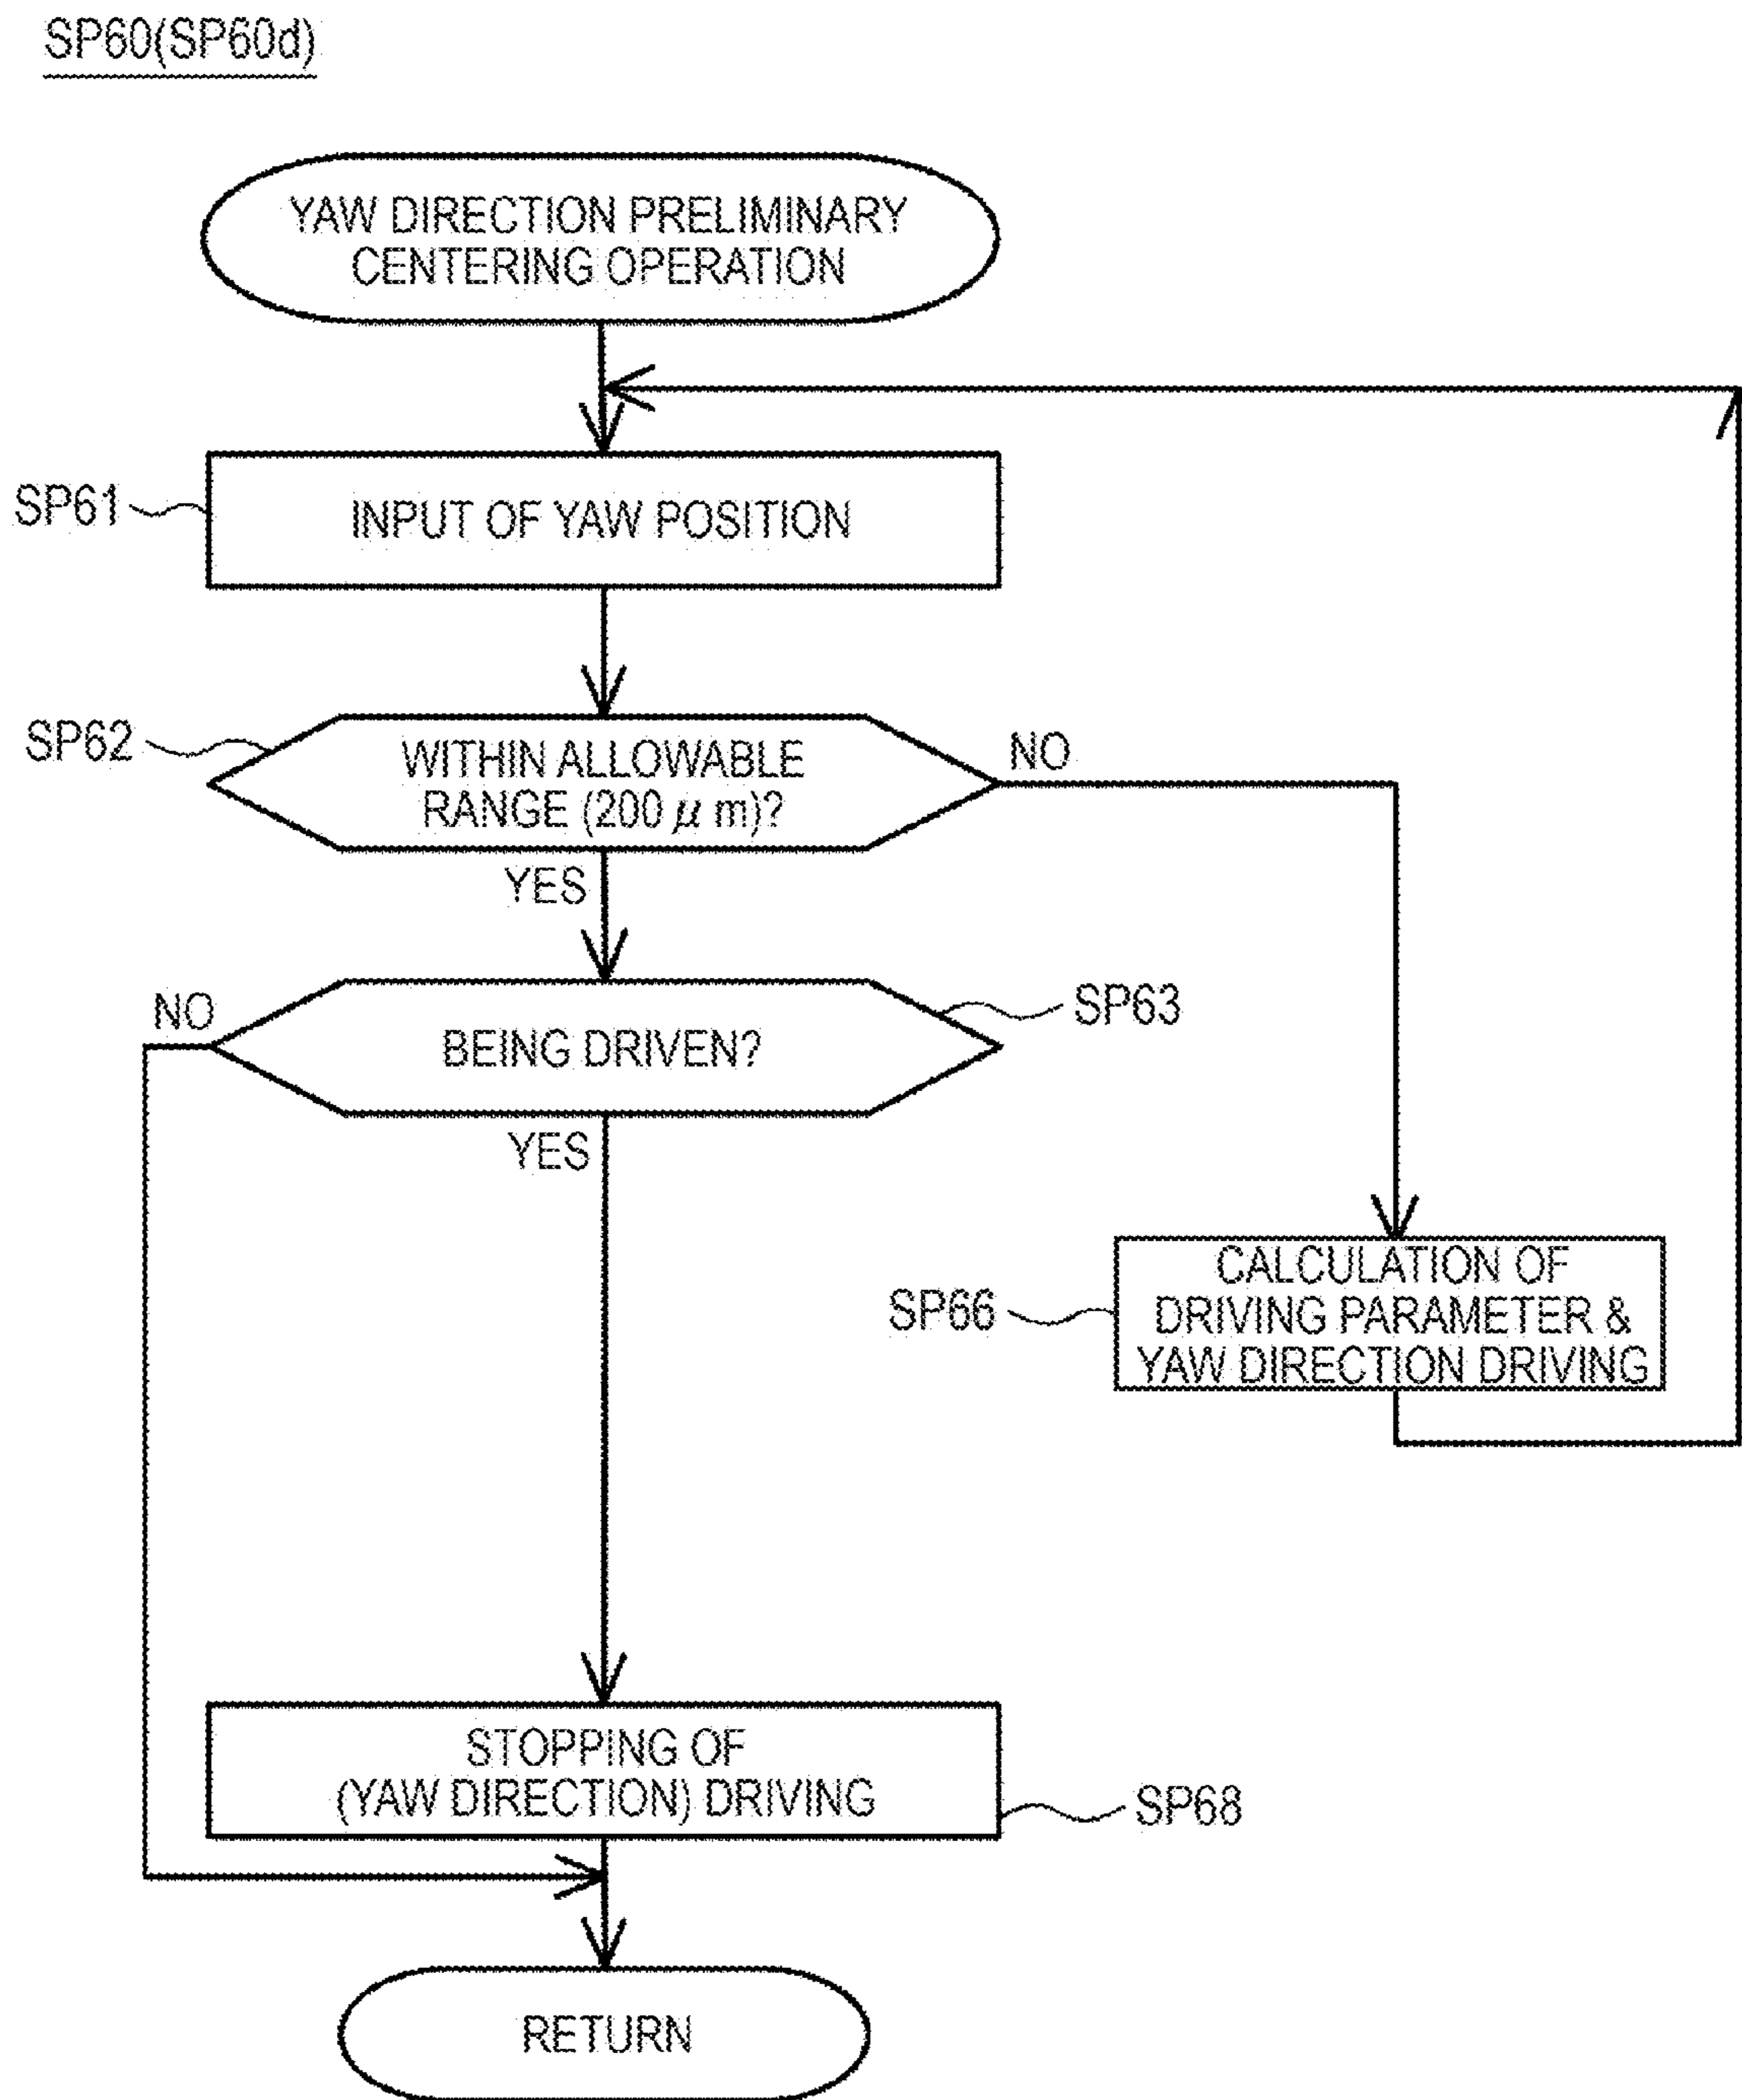 SP60(SP60d)
YAW DIRECTION PRELIMINARY
CENTERING OPERATION
SP61
INPUT OF YAW POSITION
SP62
WITHIN ALLOWABLE
RANGE (200 μm)?
NO
YES
NO
BEING DRIVEN?
SP63
YES
SP66
CALCULATION OF
DRIVING PARAMETER &
YAW DIRECTION DRIVING
STOPPING OF
(YAW DIRECTION) DRIVING
SP68
RETURN